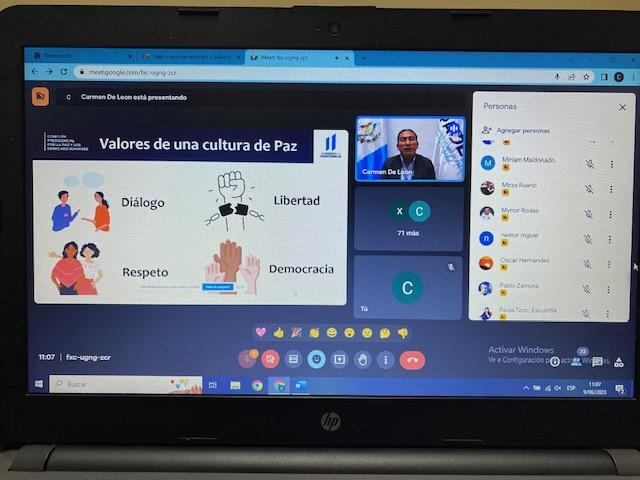 meet.google.com/fxc-ugng-zcr
Carmen De Leon está presentando
Valores de una cultura de Paz
COMISIÓN
PRESIDENCIAL
POR LA PAZ Y LOS
DERECHOS HUMANOS
GUATEMALA
Diálogo
Libertad
Respeto
Democracia
Carmen De Leon
X
C
71 más
C
Tú
Personas
Agregar personas
M
Miriam Maldonado
Mirza Ruano
Mynor Rodas
n
nestor miguel
Oscar Hernandez
Pablo Zamora
Paola Tzoc, Escuintla
11:07 | fxc-ugng-zcr
72
Activar Windows
Ve a Configuración
Buscar
ESP
11:07
9/06/2023
hp